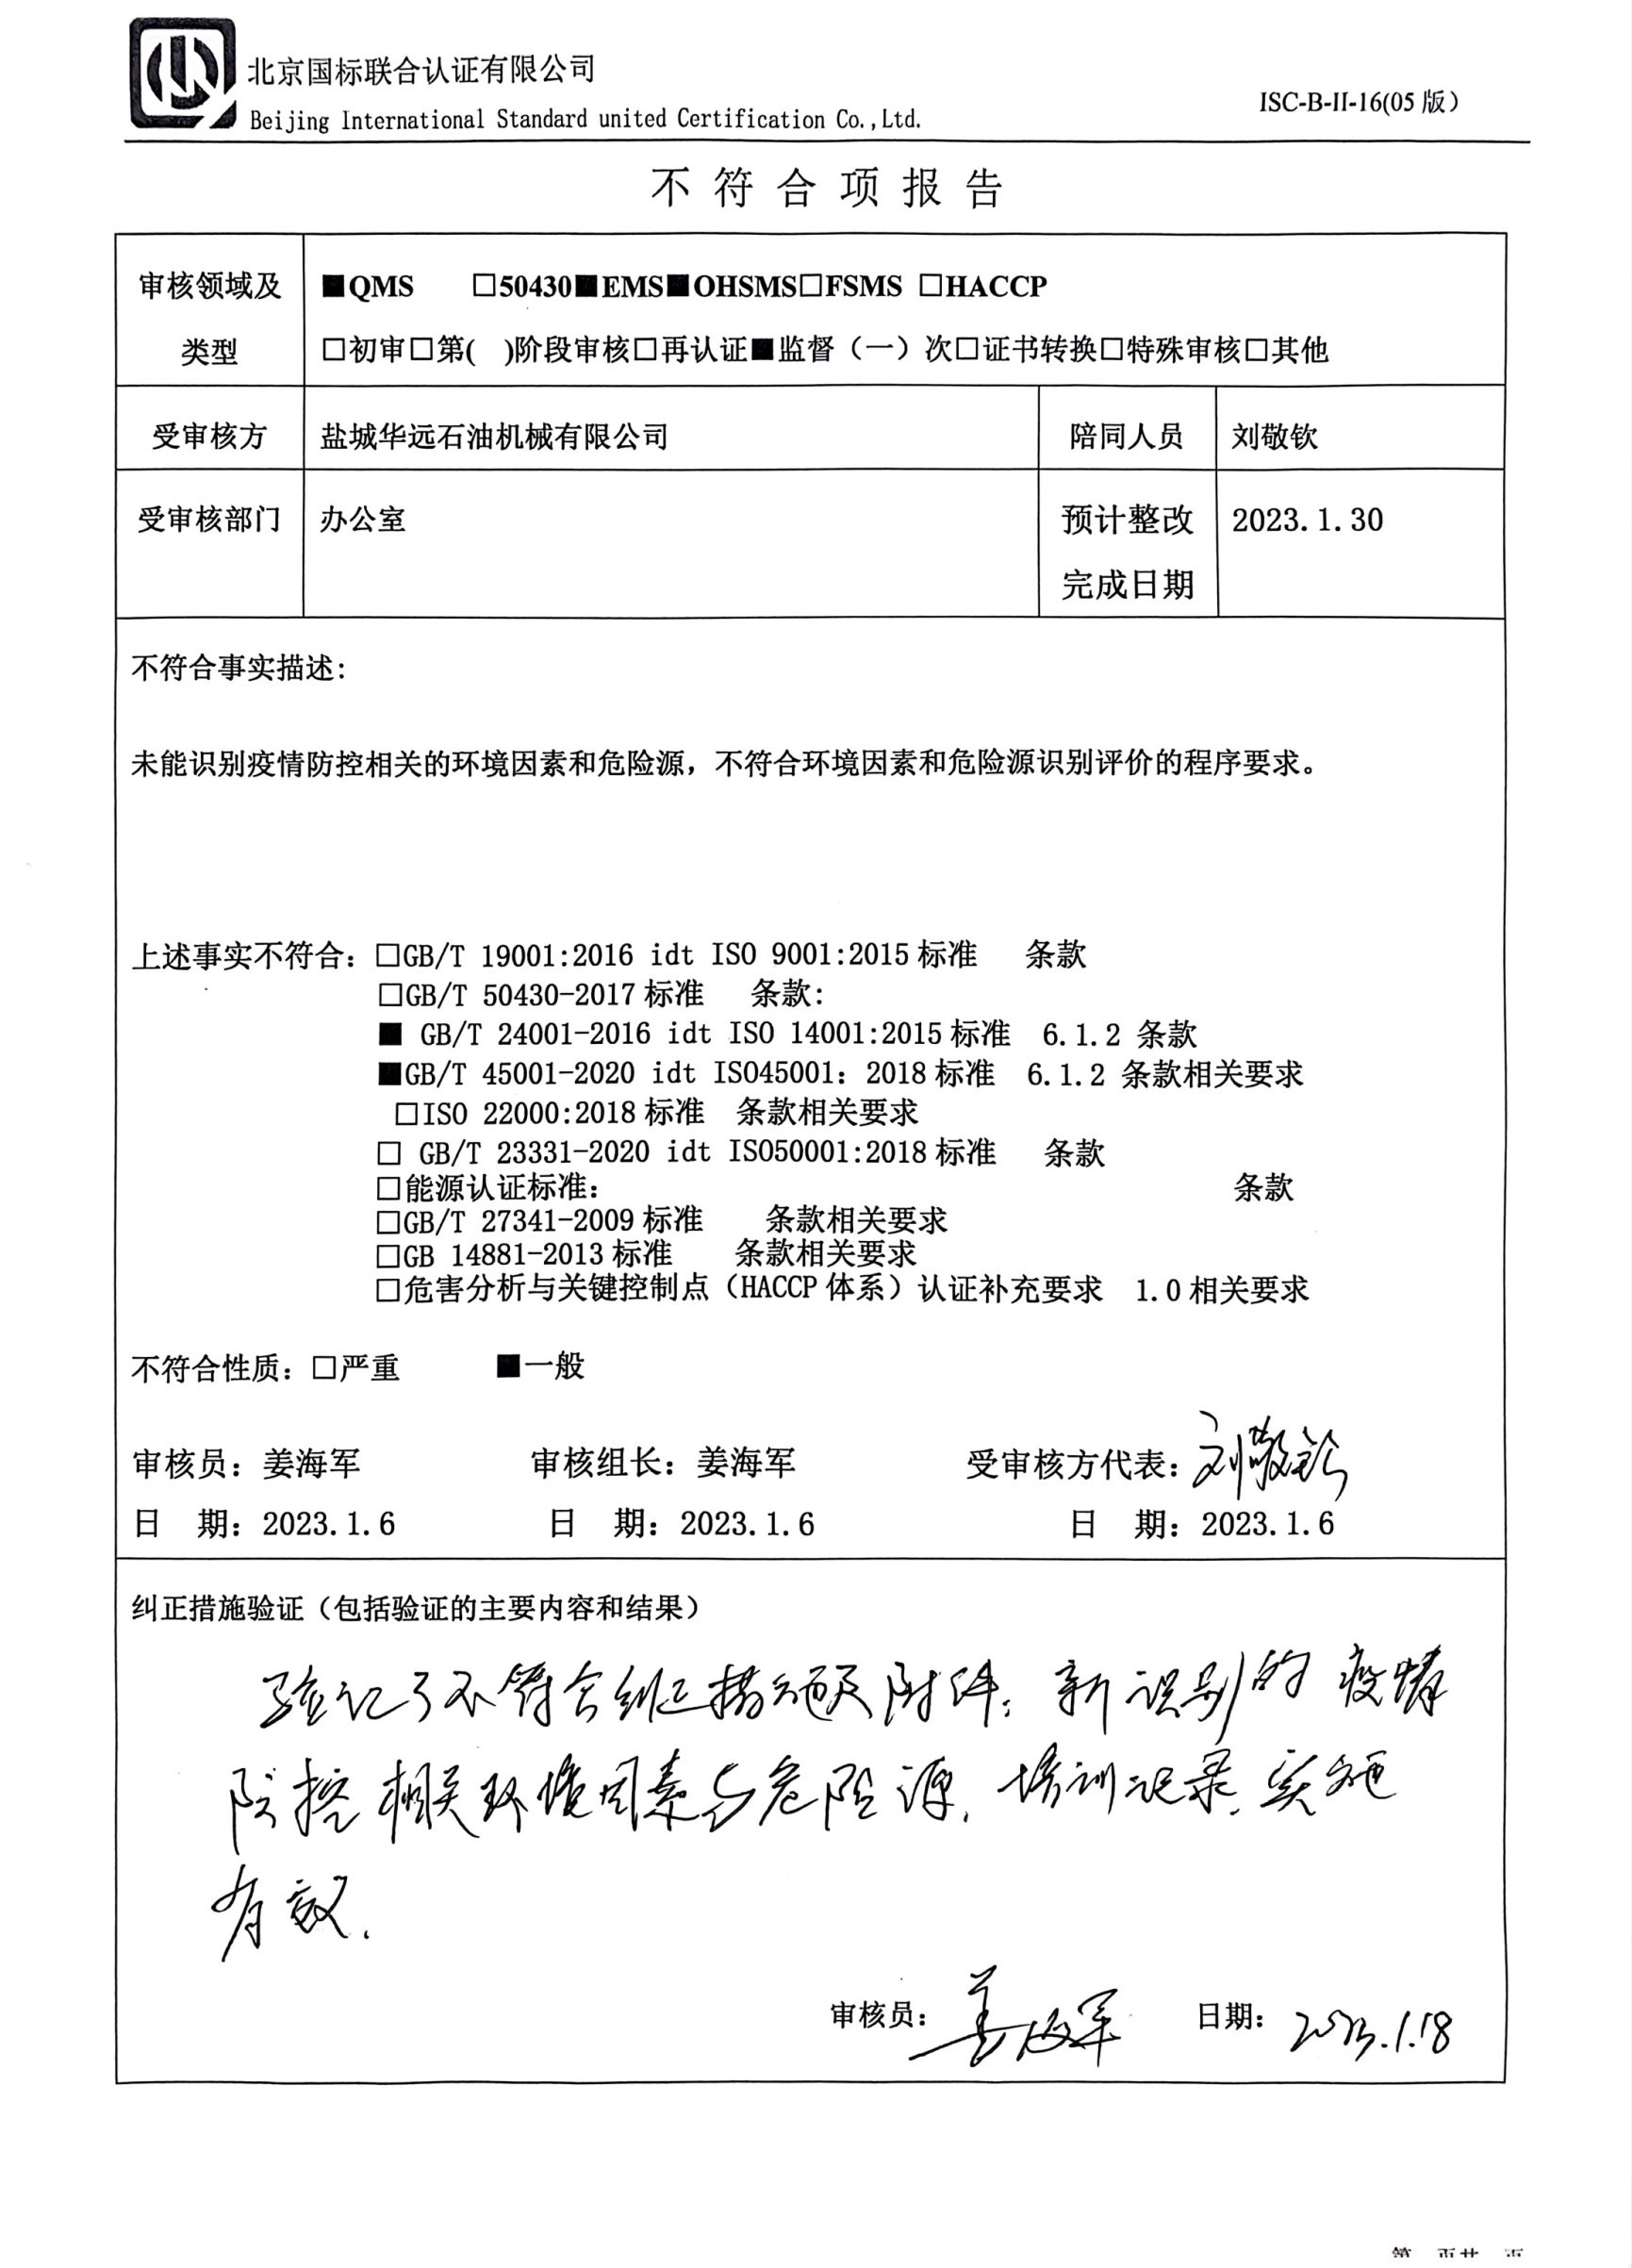 北京国标联合认证有限公司
Beijing International Standard united Certification Co.,Ltd.
ISC-B-II-16(05 版)
不符合项报告
审核领域及类型
■QMS □50430■EMS■OHSMS□FSMS □HACCP
□初审□第( )阶段审核□再认证■监督（一）次□证书转换□特殊审核□其他
受审核方 盐城华远石油机械有限公司 陪同人员 刘敬钦
受审核部门 办公室 预计整改完成日期 2023.1.30
不符合事实描述：
未能识别疫情防控相关的环境因素和危险源，不符合环境因素和危险源识别评价的程序要求。
上述事实不符合：□GB/T 19001:2016 idt ISO 9001:2015 标准 条款
□GB/T 50430-2017 标准 条款：
■ GB/T 24001-2016 idt ISO 14001:2015 标准 6.1.2 条款
■GB/T 45001-2020 idt ISO45001：2018 标准 6.1.2 条款相关要求
□ISO 22000:2018 标准 条款相关要求
□ GB/T 23331-2020 idt ISO50001:2018 标准 条款
□能源认证标准： 条款
□GB/T 27341-2009 标准 条款相关要求
□GB 14881-2013 标准 条款相关要求
□危害分析与关键控制点（HACCP 体系）认证补充要求 1.0 相关要求
不符合性质：□严重 ■一般
审核员：姜海军 审核组长：姜海军 受审核方代表：刘敬钦
日 期：2023.1.6 日 期：2023.1.6 日 期：2023.1.6
纠正措施验证（包括验证的主要内容和结果）
验证了不符合纠正措施及附件：新识别的疫情
防控相关环境因素与危险源、培训记录，实施
有效.
审核员：姜海军 日期：2023.1.18